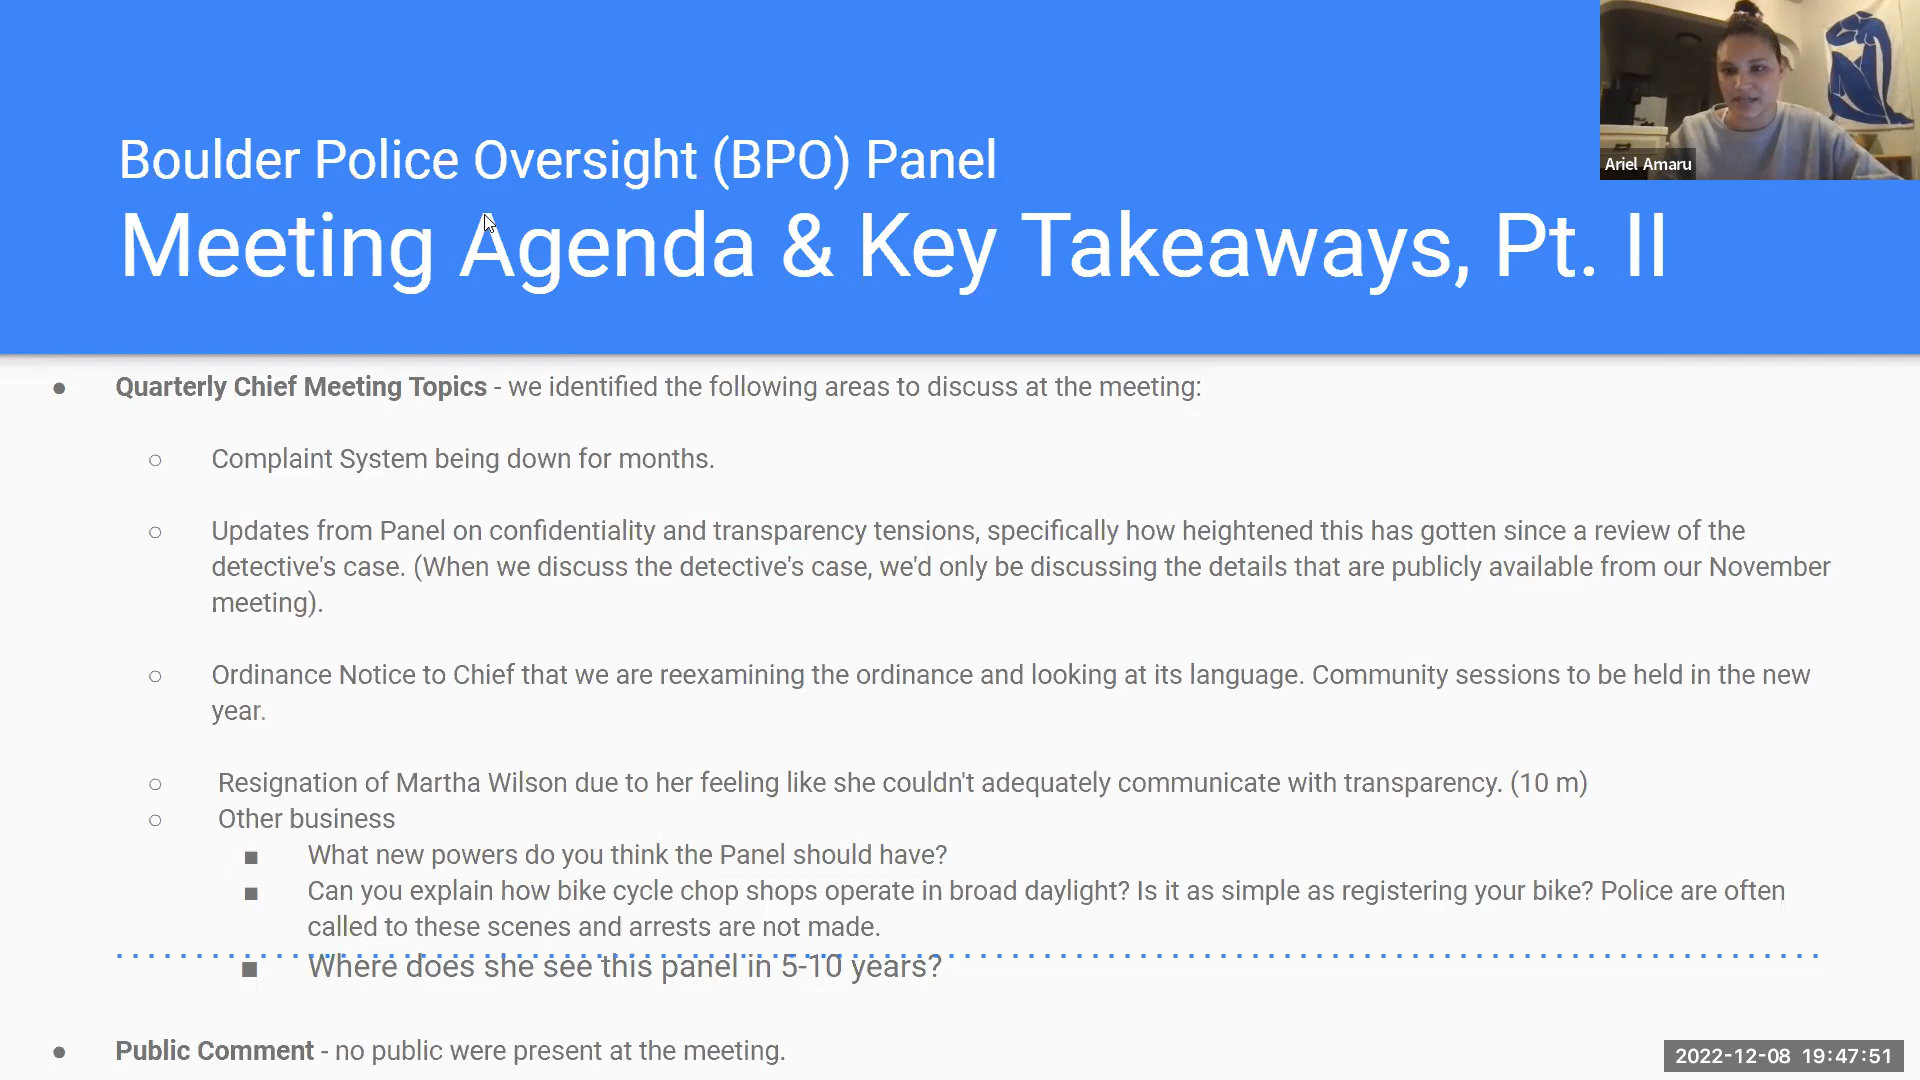 Boulder Police Oversight (BPO) Panel
Meeting Agenda & Key Takeaways, Pt. II
Ariel Amaru
● Quarterly Chief Meeting Topics - we identified the following areas to discuss at the meeting:
○ Complaint System being down for months.
○ Updates from Panel on confidentiality and transparency tensions, specifically how heightened this has gotten since a review of the
detective's case. (When we discuss the detective's case, we'd only be discussing the details that are publicly available from our November
meeting).
○ Ordinance Notice to Chief that we are reexamining the ordinance and looking at its language. Community sessions to be held in the new
year.
○ Resignation of Martha Wilson due to her feeling like she couldn't adequately communicate with transparency. (10 m)
○ Other business
■ What new powers do you think the Panel should have?
■ Can you explain how bike cycle chop shops operate in broad daylight? Is it as simple as registering your bike? Police are often
called to these scenes and arrests are not made.
■ Where does she see this panel in 5-10 years?
● Public Comment - no public were present at the meeting.
2022-12-08 19:47:51